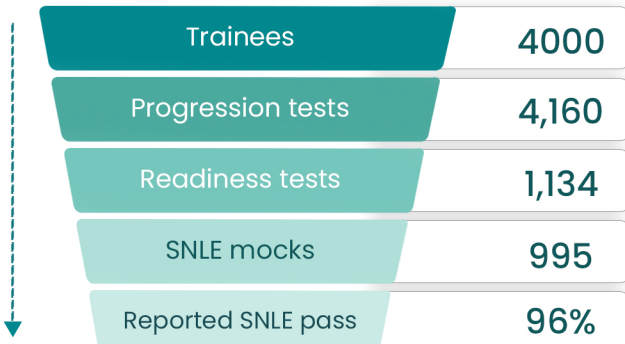 Trainees 4000
Progression tests 4,160
Readiness tests 1,134
SNLE mocks 995
Reported SNLE pass 96%